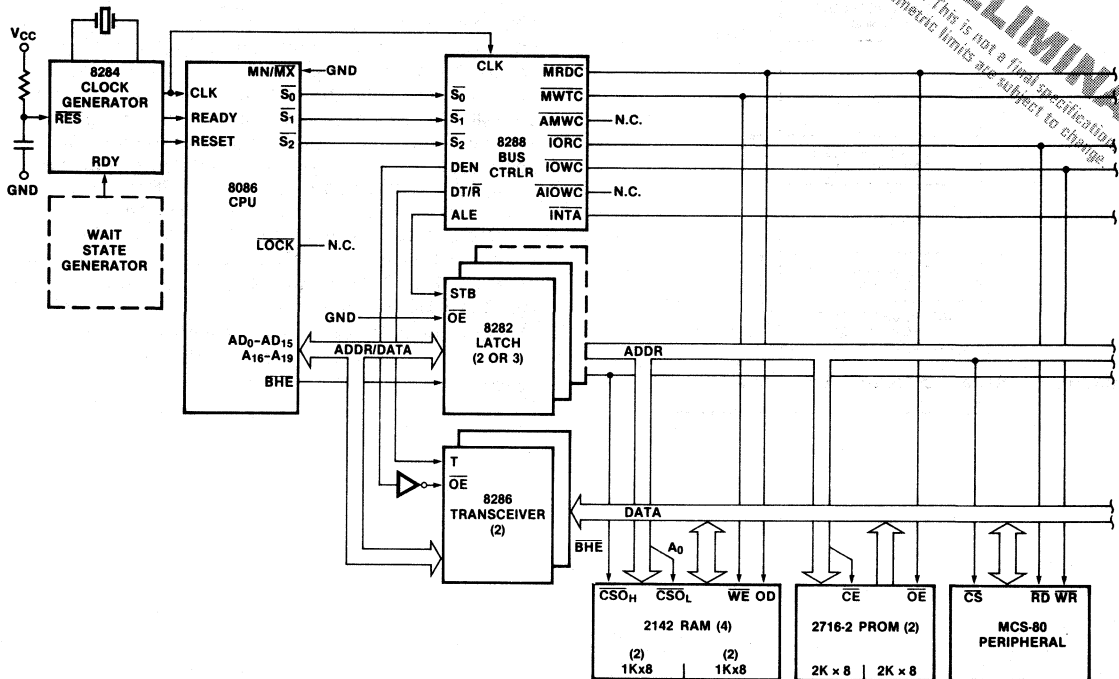 VCC
8284
CLOCK
GENERATOR
RES
RDY
GND
WAIT
STATE
GENERATOR
CLK
READY
RESET
8086
CPU
MN/MX
GND
S0
S1
S2
LOCK
N.C.
AD0-AD15
A16-A19
BHE
ADDR/DATA
CLK
S0
S1
S2
DEN
DT/R
ALE
8288
BUS
CTRLR
MRDC
MWTC
AMWC
N.C.
IORC
IOWC
AIOWC
N.C.
INTA
STB
GND
OE
8282
LATCH
(2 OR 3)
ADDR
T
OE
8286
TRANSCEIVER
(2)
DATA
BHE
A0
CSOH
CSOL
WE OD
2142 RAM (4)
(2)
1Kx8
(2)
1Kx8
CE
OE
2716-2 PROM (2)
2K × 8
2K × 8
CS
RD WR
MCS-80
PERIPHERAL
This is not a final specification
metric limits are subject to change.